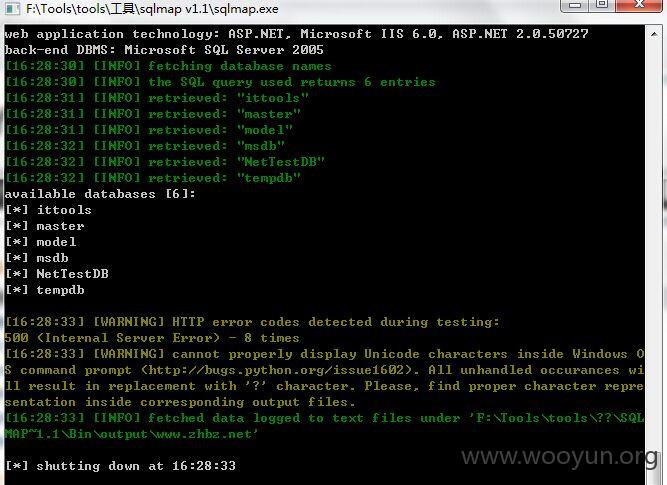 F:\Tools\tools\工具\sqlmap v1.1\sqlmap.exe
web application technology: ASP.NET, Microsoft IIS 6.0, ASP.NET 2.0.50727
back-end DBMS: Microsoft SQL Server 2005
[16:28:30] [INFO] fetching database names
[16:28:30] [INFO] the SQL query used returns 6 entries
[16:28:31] [INFO] retrieved: "ittools"
[16:28:31] [INFO] retrieved: "master"
[16:28:31] [INFO] retrieved: "model"
[16:28:32] [INFO] retrieved: "msdb"
[16:28:32] [INFO] retrieved: "NetTestDB"
[16:28:32] [INFO] retrieved: "tempdb"
available databases [6]:
[*] ittools
[*] master
[*] model
[*] msdb
[*] NetTestDB
[*] tempdb
[16:28:33] [WARNING] HTTP error codes detected during testing:
500 (Internal Server Error) - 8 times
[16:28:33] [WARNING] cannot properly display Unicode characters inside Windows O
S command prompt (http://bugs.python.org/issue1602). All unhandled occurances wi
ll result in replacement with '?' character. Please, find proper character repre
sentation inside corresponding output files.
[16:28:33] [INFO] fetched data logged to text files under 'F:\Tools\tools\??\SQL
MAP~1.1\Bin\output\www.zhbz.net'
[*] shutting down at 16:28:33
www.wooyun.org